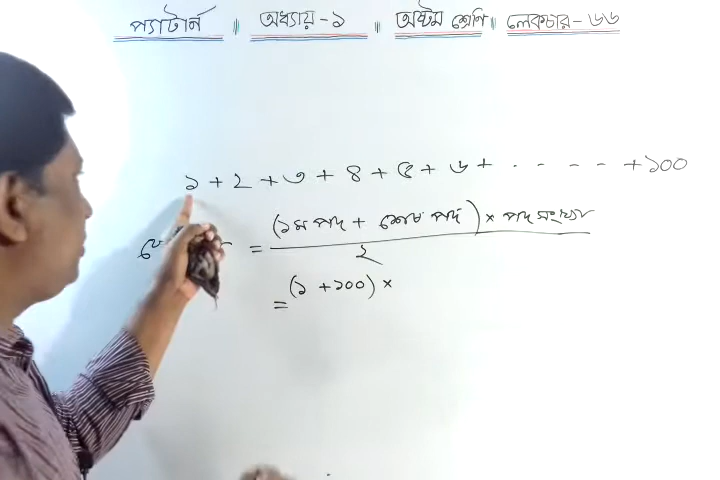 প্যাটার্ন | অধ্যায় - ১ | অষ্টম শ্রেণি | লেকচার - ৬৬
১ + ২ + ৩ + ৪ + ৫ + ৬ + . - - - - + ১০০
= (১ম পদ + শেষ পদ) × পদ সংখ্যা
২
= (১ + ১০০) ×